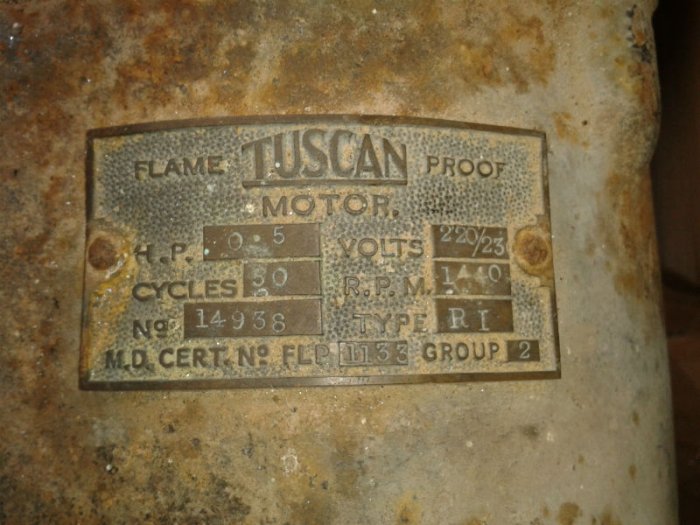 FLAME TUSCAN PROOF
MOTOR.
H.P. 0.5 VOLTS 220/23
CYCLES 50 R.P.M. 1440
No 14938 TYPE RI
M.D. CERT. No FLP 1133 GROUP 2